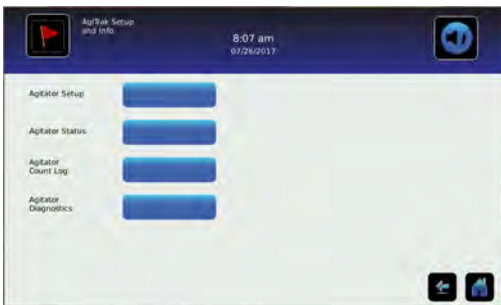 AgiTrak Setup
and Info
8:07 am
07/26/2017
Agitator Setup
Agitator Status
Agitator
Count Log
Agitator
Diagnostics